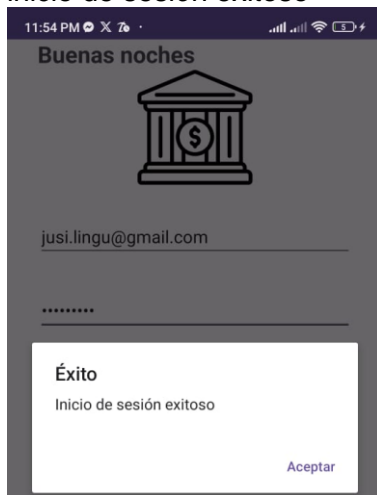 inicio de sesión exitoso
11:54 PM
Buenas noches
$
jusi.lingu@gmail.com
•••••••••
Éxito
Inicio de sesión exitoso
Aceptar